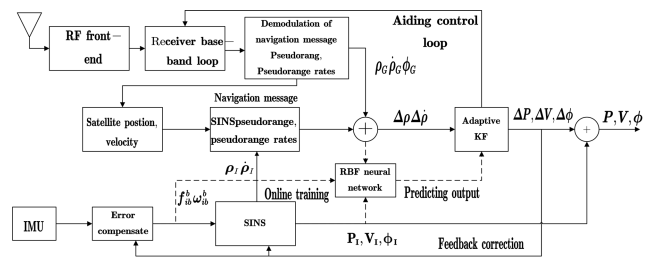 RF front—
end
Receiver base—
band loop
Demodulation of
navigation message
Pseudorang,
Pseudorange rates
Aiding control
loop
ρ_G ρ̇_G ϕ_G
Navigation message
Satellite postion,
velocity
SINSpseudorange,
pseudorange rates
Δρ Δρ̇
Adaptive
KF
ΔP,ΔV,Δϕ
P,V,ϕ
ρ_I ρ̇_I
RBF neural
network
Online training
Predicting output
f^b_ib ω^b_ib
IMU
Error
compensate
SINS
P_I,V_I,ϕ_I
Feedback correction